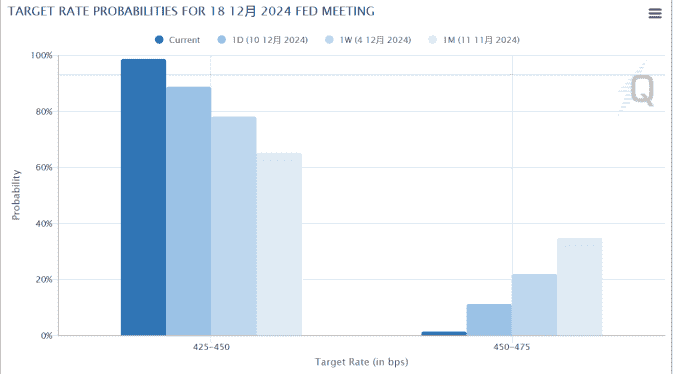 TARGET RATE PROBABILITIES FOR 18 12月 2024 FED MEETING
Current 1D (10 12月 2024) 1W (4 12月 2024) 1M (11 11月 2024)
100%
80%
60%
40%
20%
0%
Probability
425-450 450-475
Target Rate (in bps)
Q